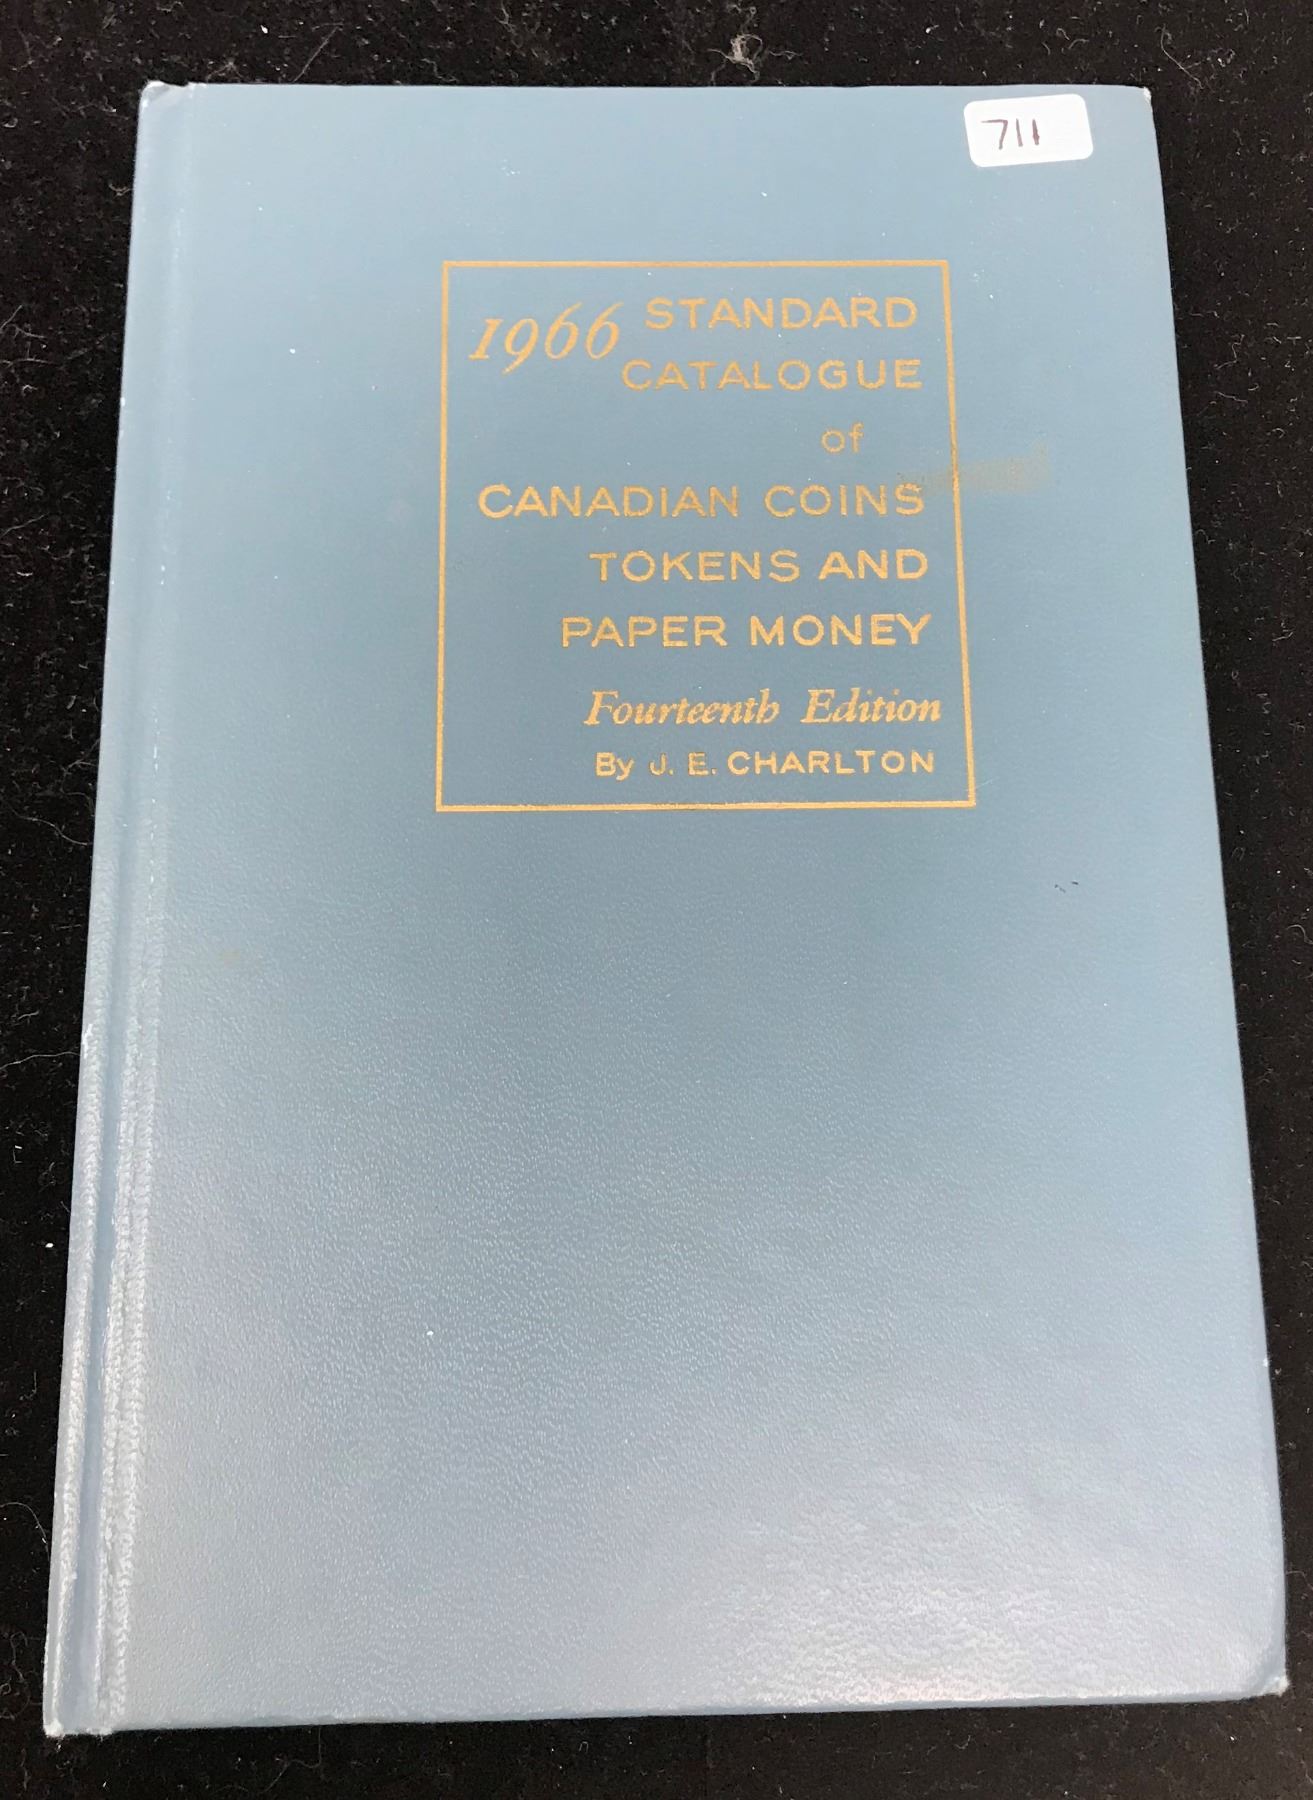 711
1966 STANDARD
CATALOGUE
of
CANADIAN COINS
TOKENS AND
PAPER MONEY
Fourteenth Edition
By J. E. CHARLTON